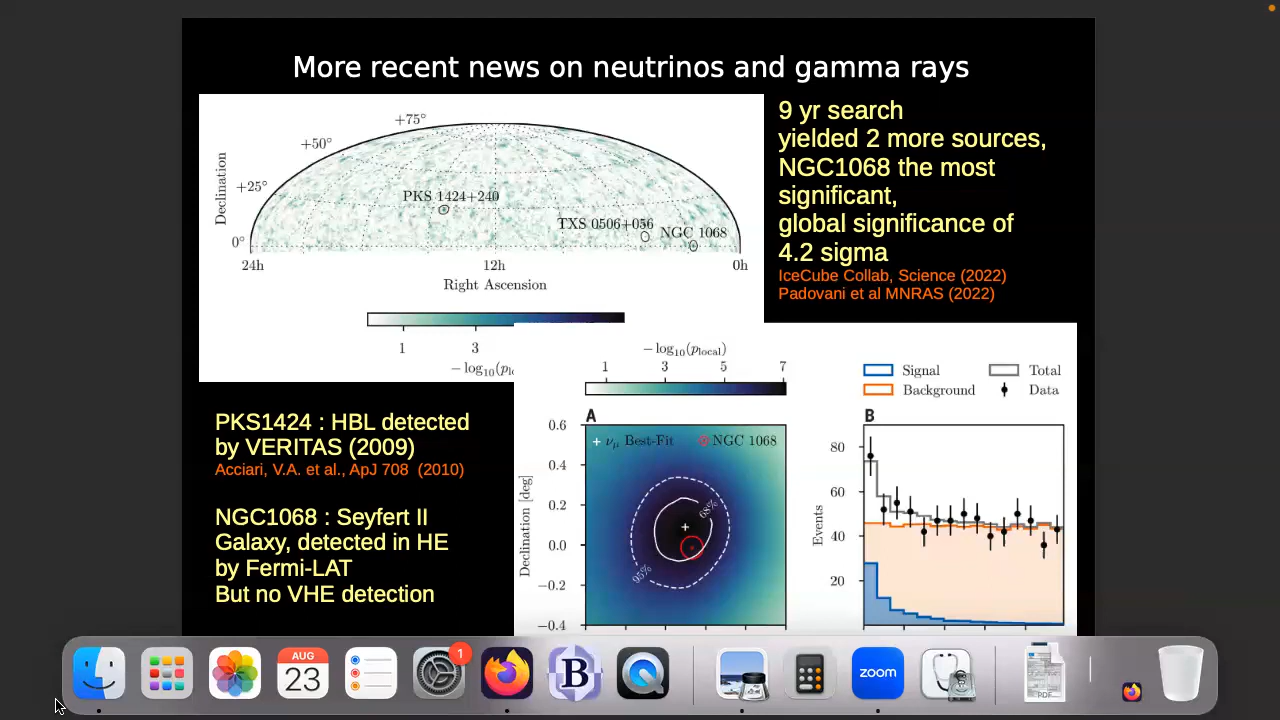 More recent news on neutrinos and gamma rays
+75°
+50°
+25°
0°
Declination
PKS 1424+240
TXS 0506+056
NGC 1068
24h
12h
0h
Right Ascension
1
3
9 yr search
yielded 2 more sources,
NGC1068 the most
significant,
global significance of
4.2 sigma
IceCube Collab, Science (2022)
Padovani et al MNRAS (2022)
PKS1424 : HBL detected
by VERITAS (2009)
Acciari, V.A. et al., ApJ 708 (2010)
NGC1068 : Seyfert II
Galaxy, detected in HE
by Fermi-LAT
But no VHE detection
− log₁₀(p_local)
1 3 5 7
A
+ νμ Best-Fit NGC 1068
0.6
0.4
0.2
0.0
−0.2
−0.4
Declination [deg]
68%
95%
Signal Total
Background Data
B
80
60
40
20
Events
AUG
23
1
B
zoom
PDF